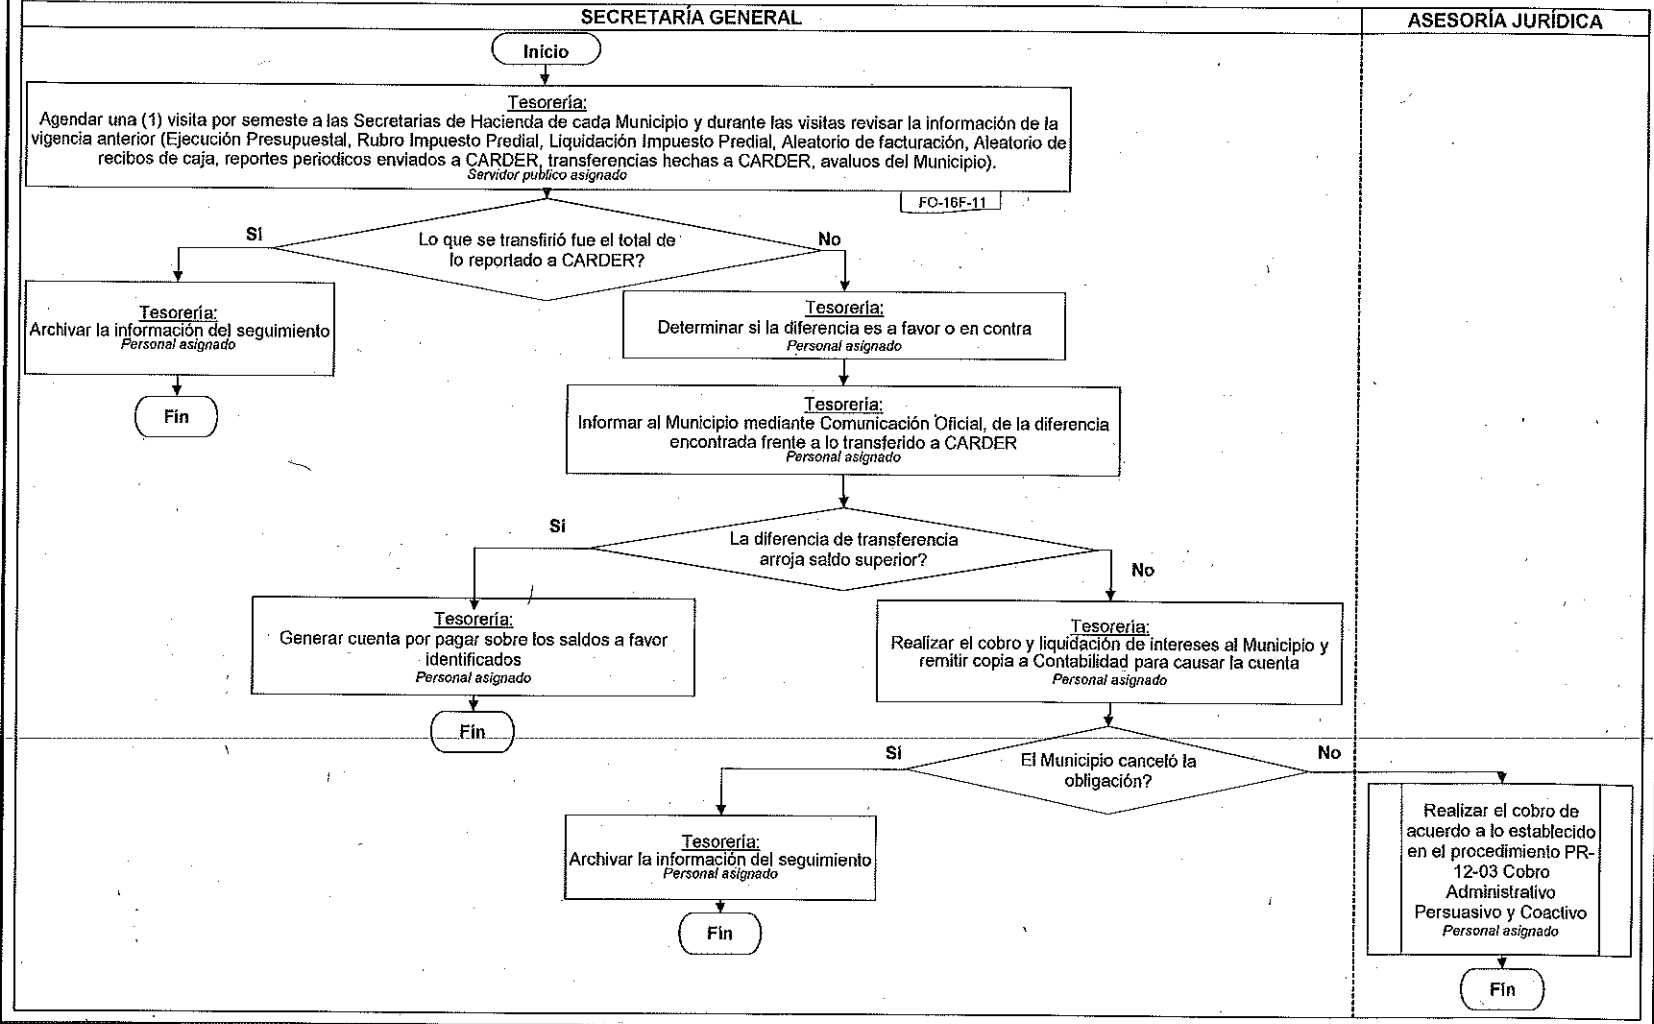 SECRETARÍA GENERAL
ASESORÍA JURÍDICA
Inicio
Tesorería:
Agendar una (1) visita por semeste a las Secretarias de Hacienda de cada Municipio y durante las visitas revisar la información de la
vigencia anterior (Ejecución Presupuestal, Rubro Impuesto Predial, Liquidación Impuesto Predial, Aleatorio de facturación, Aleatorio de
recibos de caja, reportes periodicos enviados a CARDER, transferencias hechas a CARDER, avaluos del Municipio).
Servidor publico asignado
FO-16F-11
Lo que se transfirió fue el total de
lo reportado a CARDER?
Sí
No
Tesorería:
Archivar la información del seguimiento
Personal asignado
Fín
Tesorería:
Determinar si la diferencia es a favor o en contra
Personal asignado
Tesorería:
Informar al Municipio mediante Comunicación Oficial, de la diferencia
encontrada frente a lo transferido a CARDER
Personal asignado
La diferencia de transferencia
arroja saldo superior?
Sí
No
Tesorería:
Generar cuenta por pagar sobre los saldos a favor
identificados
Personal asignado
Fín
Tesorería:
Realizar el cobro y liquidación de intereses al Municipio y
remitir copia a Contabilidad para causar la cuenta
Personal asignado
El Municipio canceló la
obligación?
Sí
No
Tesorería:
Archivar la información del seguimiento
Personal asignado
Fín
Realizar el cobro de
acuerdo a lo establecido
en el procedimiento PR-
12-03 Cobro
Administrativo
Persuasivo y Coactivo
Personal asignado
Fín